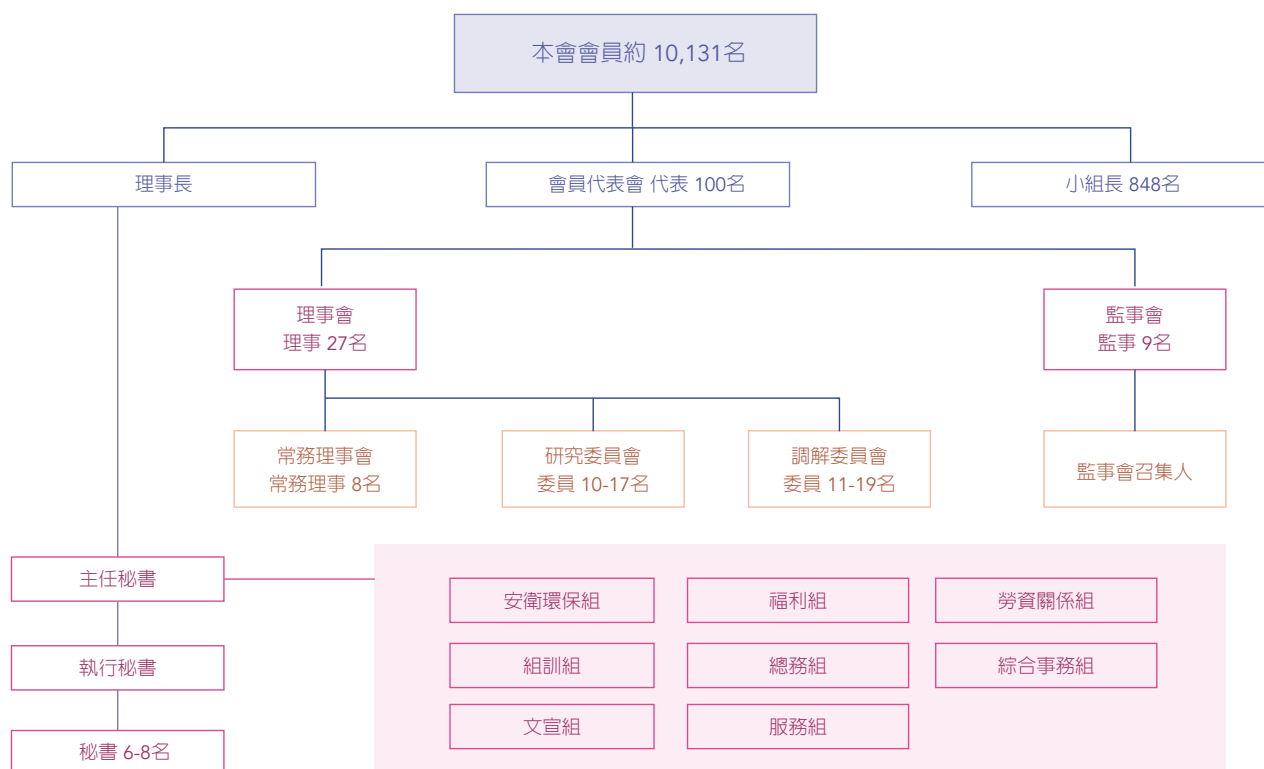 本會會員約 10,131名
理事長
會員代表會 代表 100名
小組長 848名
理事會
理事 27名
監事會
監事 9名
常務理事會
常務理事 8名
研究委員會
委員 10-17名
調解委員會
委員 11-19名
監事會召集人
主任秘書
執行秘書
秘書 6-8名
安衛環保組
福利組
勞資關係組
組訓組
總務組
綜合事務組
文宣組
服務組